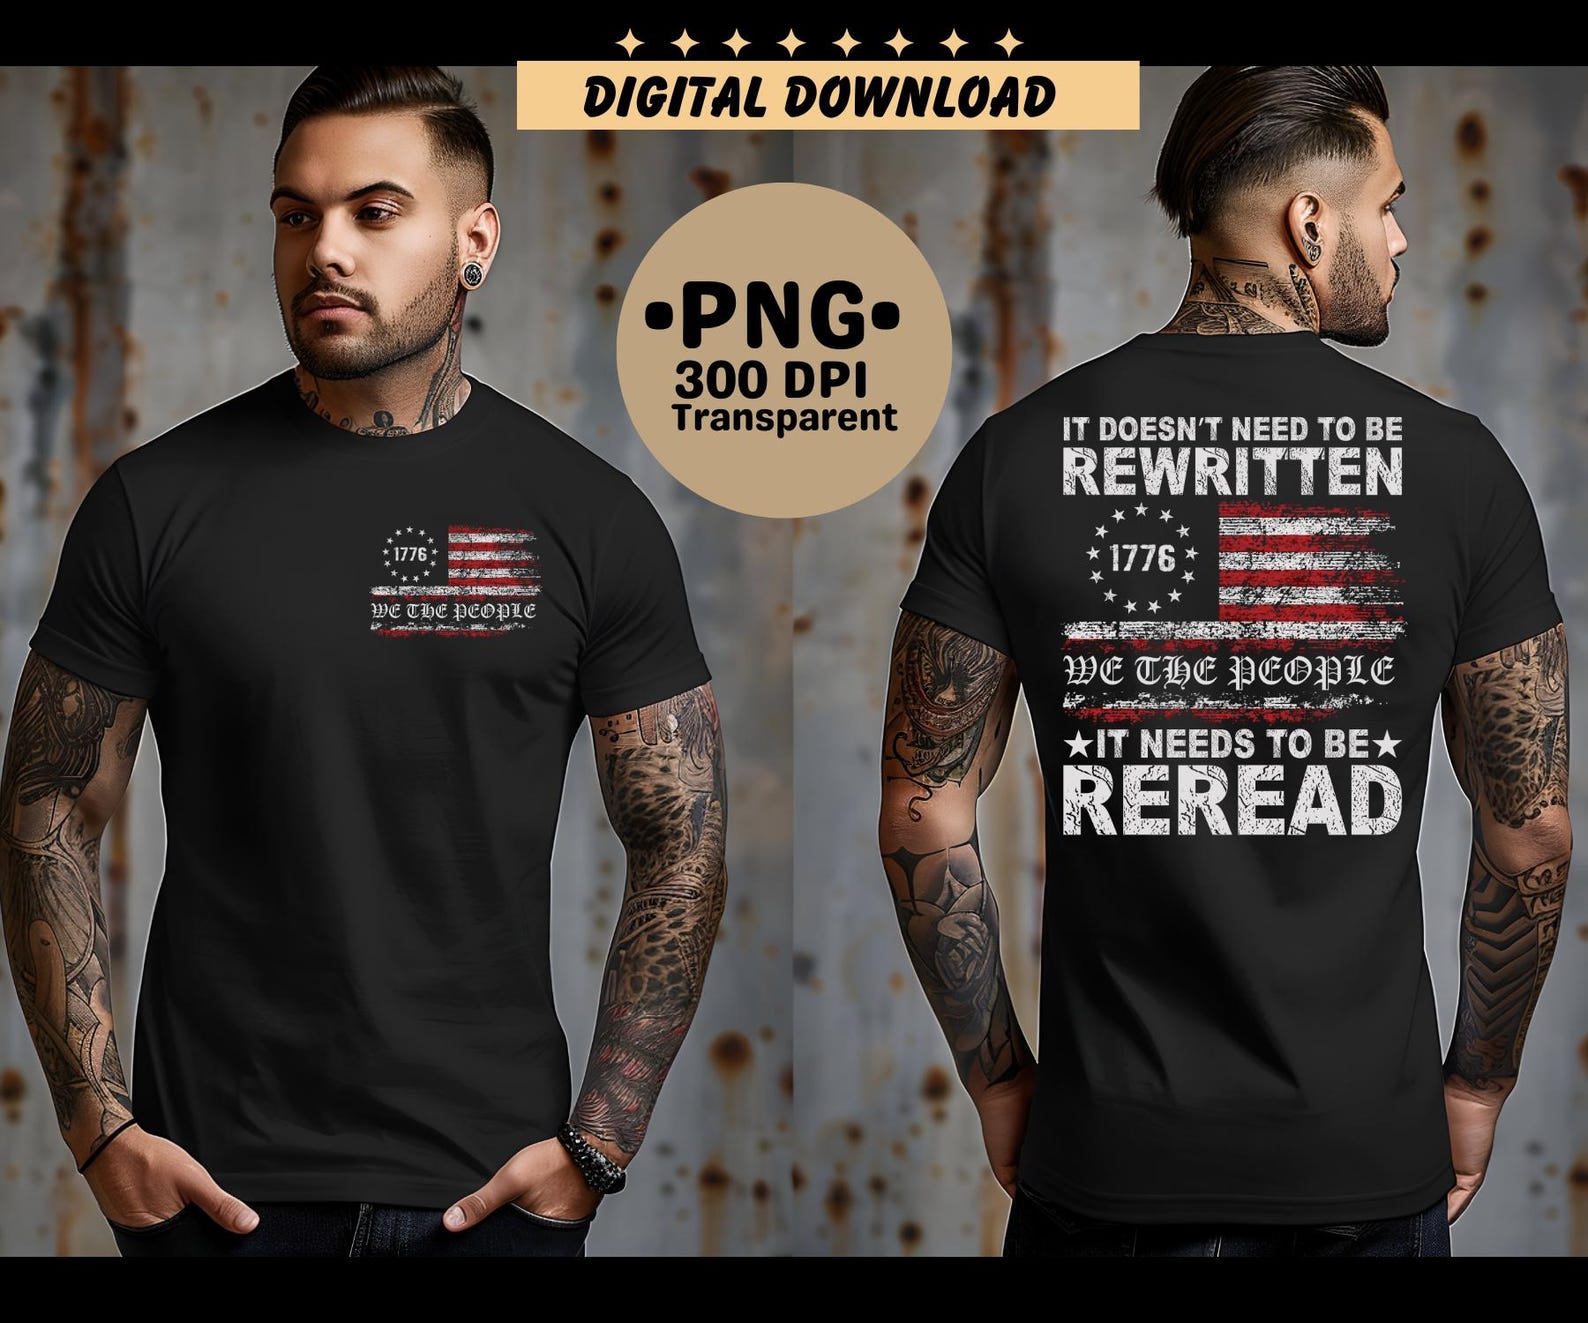 DIGITAL DOWNLOAD
•PNG•
300 DPI
Transparent
1776
WE THE PEOPLE
IT DOESN'T NEED TO BE
REWRITTEN
1776
WE THE PEOPLE
★IT NEEDS TO BE★
REREAD